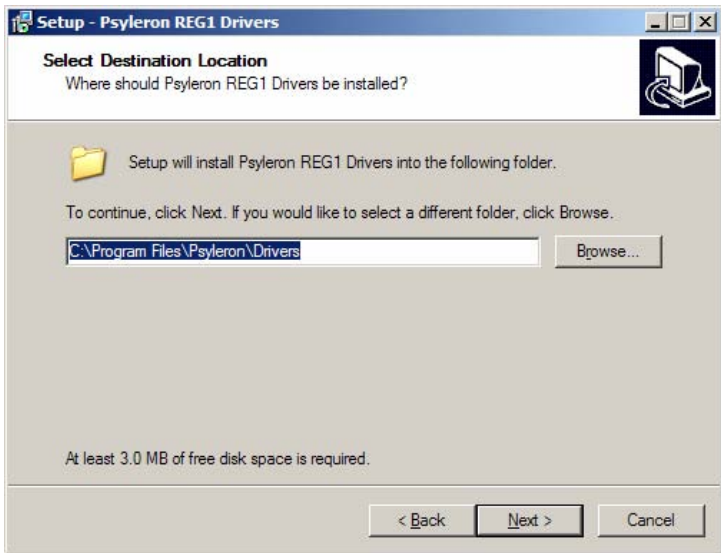 Setup - Psyleron REG1 Drivers
Select Destination Location
Where should Psyleron REG1 Drivers be installed?
Setup will install Psyleron REG1 Drivers into the following folder.
To continue, click Next. If you would like to select a different folder, click Browse.
C:\Program Files\Psyleron\Drivers
Browse...
At least 3.0 MB of free disk space is required.
< Back
Next >
Cancel